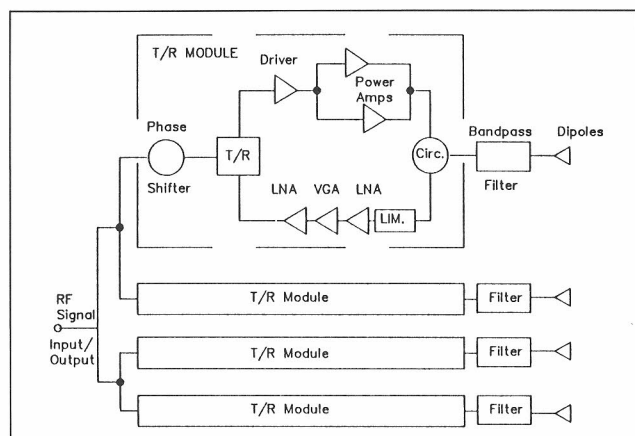 T/R MODULE
Driver
Power
Amps
Phase
Shifter
T/R
Circ.
Bandpass
Filter
Dipoles
LNA
VGA
LNA
LIM.
RF
Signal
Input/
Output
T/R Module
Filter
T/R Module
Filter
T/R Module
Filter